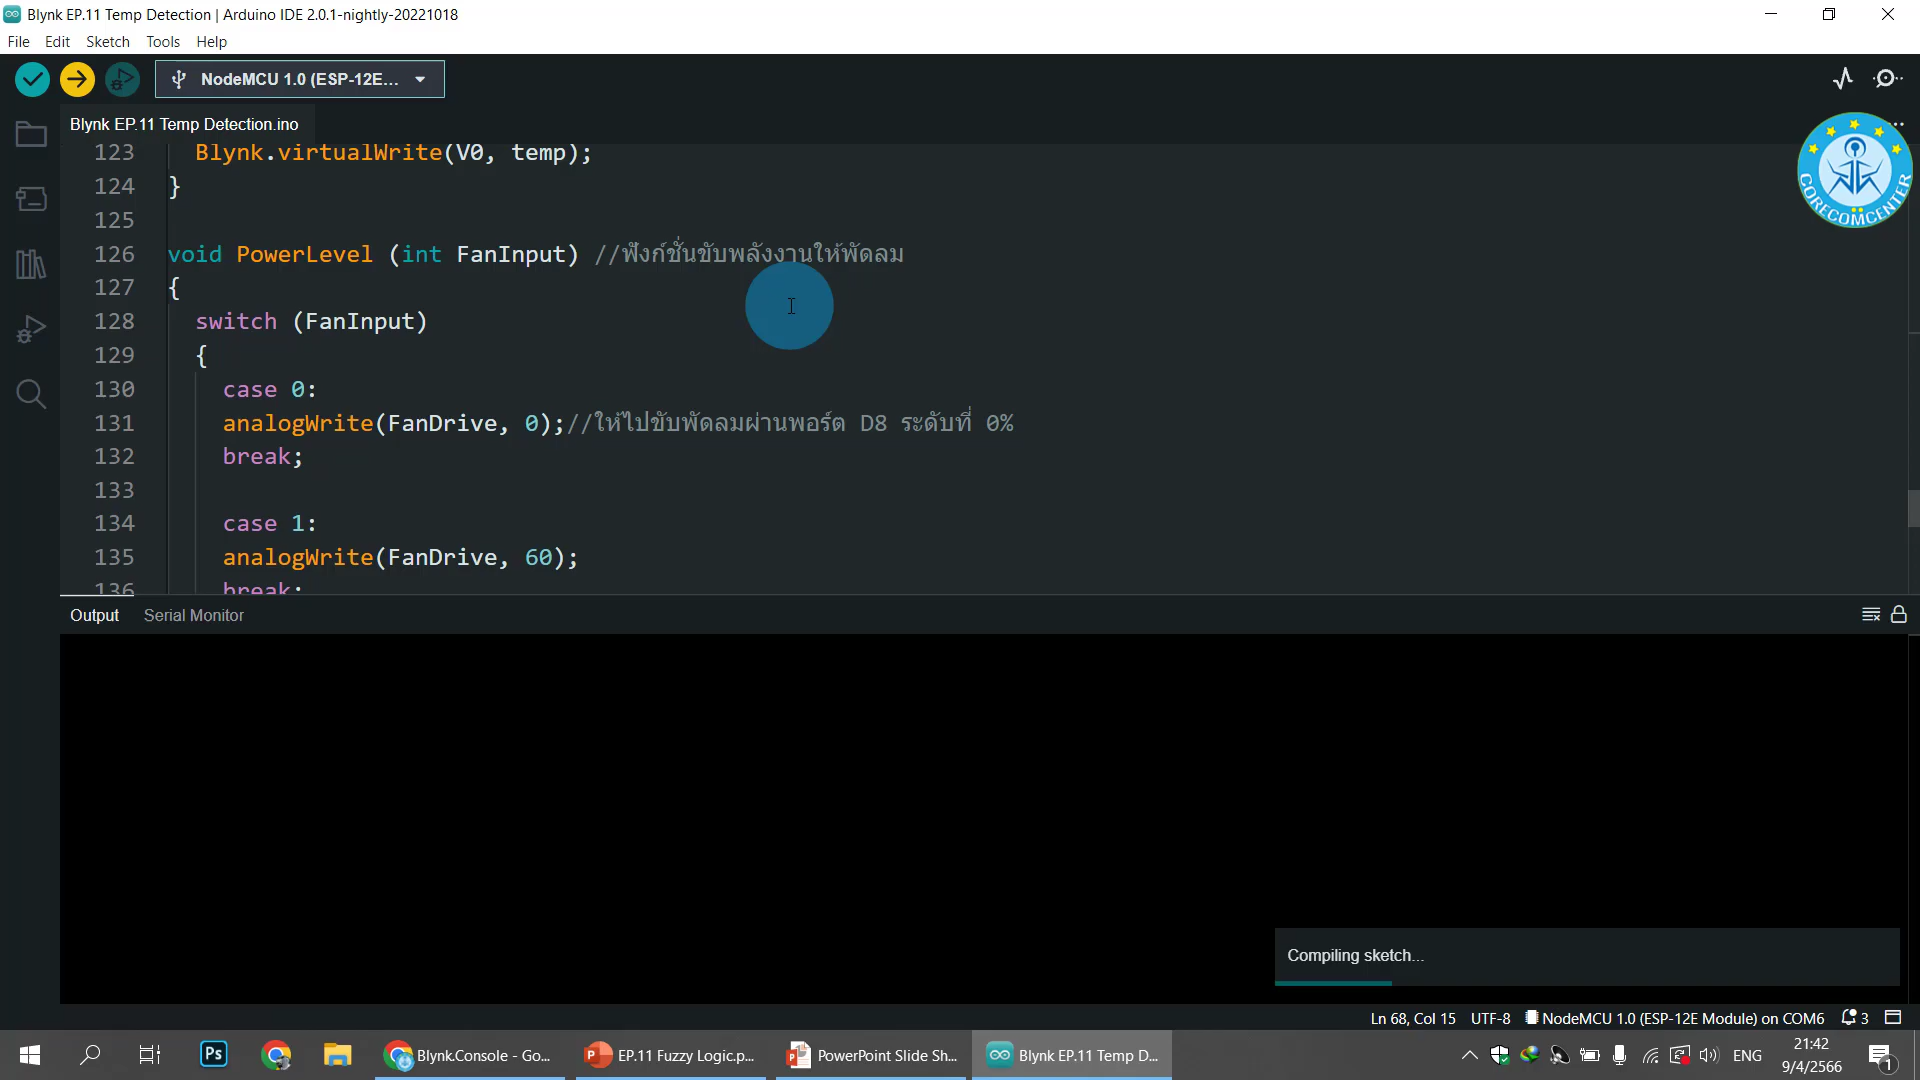 Blynk EP.11 Temp Detection | Arduino IDE 2.0.1-nightly-20221018
File Edit Sketch Tools Help
NodeMCU 1.0 (ESP-12E...
Blynk EP.11 Temp Detection.ino
CORECOMCENTER
123 Blynk.virtualWrite(V0, temp);
124 }
125
126 void PowerLevel (int FanInput) //ฟังก์ชั่นขับพลังงานให้พัดลม
127 {
128 switch (FanInput)
129 {
130 case 0:
131 analogWrite(FanDrive, 0);//ให้ไปขับพัดลมผ่านพอร์ต D8 ระดับที่ 0%
132 break;
133
134 case 1:
135 analogWrite(FanDrive, 60);
136 break;
Output Serial Monitor
Compiling sketch...
Ln 68, Col 15 UTF-8 NodeMCU 1.0 (ESP-12E Module) on COM6 3
Ps Blynk.Console - Go... EP.11 Fuzzy Logic.p... PowerPoint Slide Sh... Blynk EP.11 Temp D... ENG 21:42
9/4/2566 1